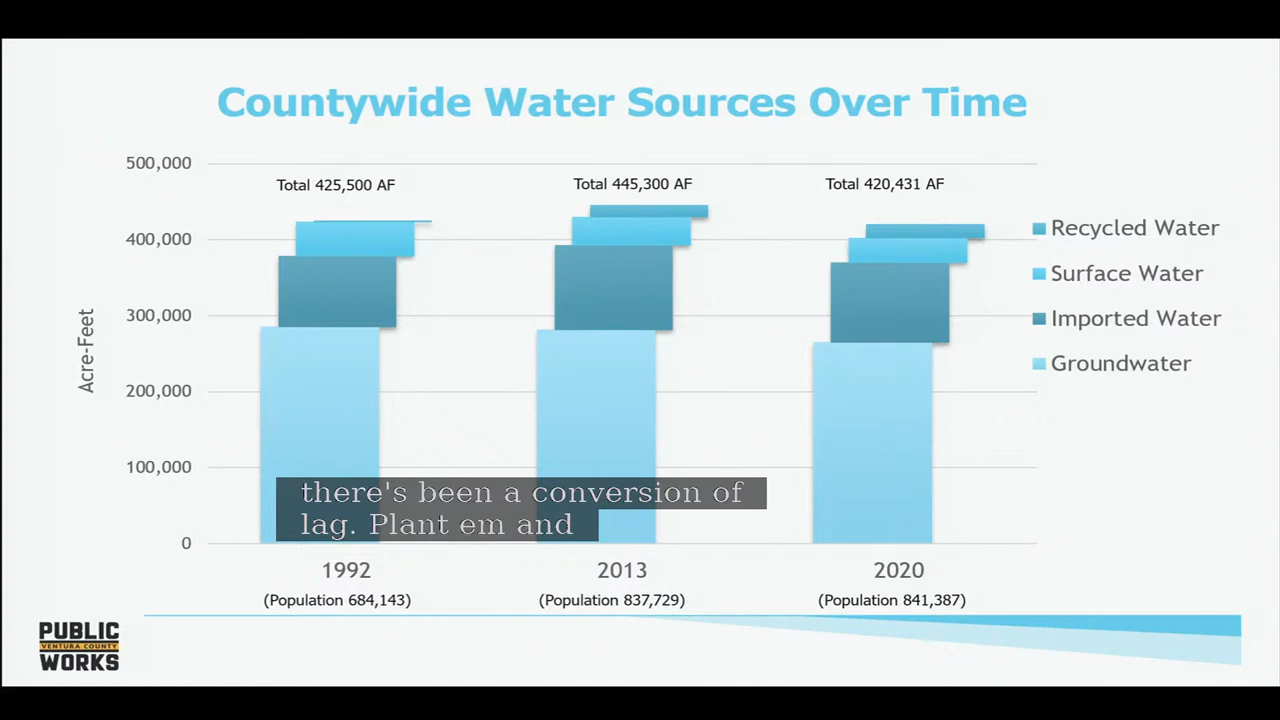 Countywide Water Sources Over Time
500,000
400,000
300,000
200,000
100,000
0
Acre-Feet
Total 425,500 AF
Total 445,300 AF
Total 420,431 AF
Recycled Water
Surface Water
Imported Water
Groundwater
there's been a conversion of
lag. Plant em and
1992
2013
2020
(Population 684,143)
(Population 837,729)
(Population 841,387)
PUBLIC
VENTURA COUNTY
WORKS